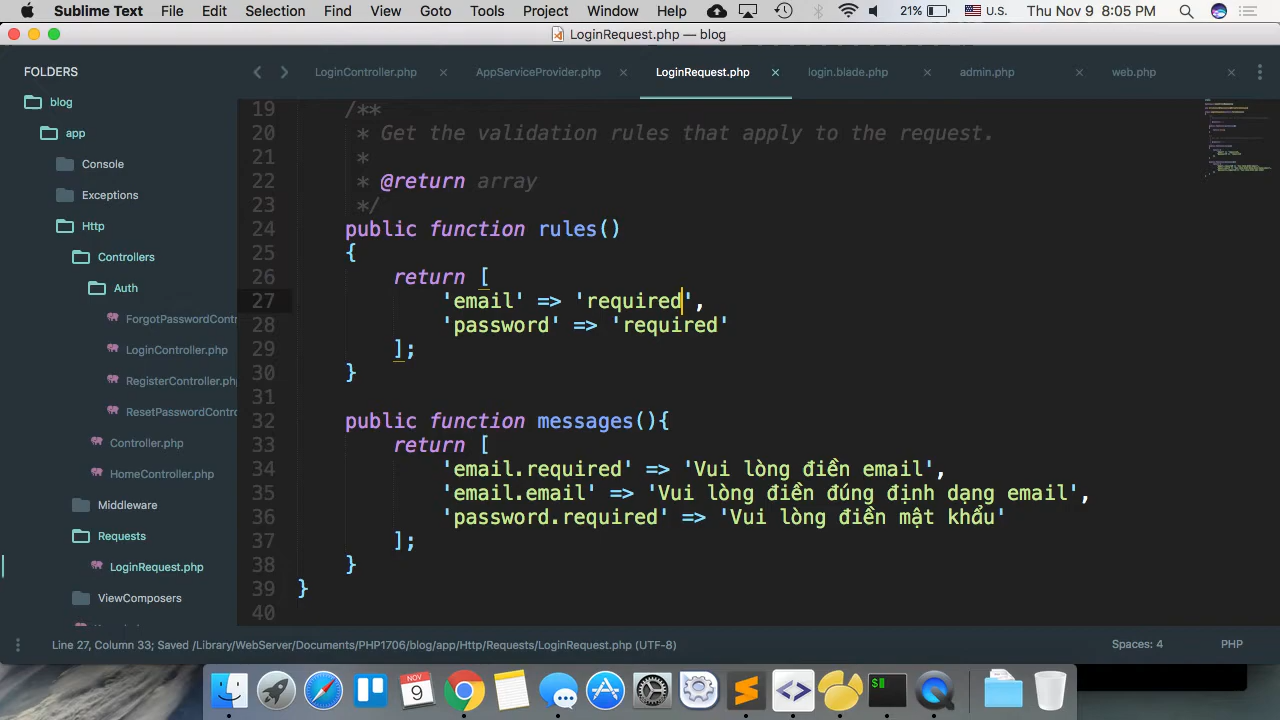 Sublime Text File Edit Selection Find View Goto Tools Project Window Help 21% U.S. Thu Nov 9 8:05 PM
LoginRequest.php — blog
FOLDERS
blog
app
Console
Exceptions
Http
Controllers
Auth
ForgotPasswordContr
LoginController.php
RegisterController.ph
ResetPasswordContro
Controller.php
HomeController.php
Middleware
Requests
LoginRequest.php
ViewComposers
LoginController.php AppServiceProvider.php LoginRequest.php login.blade.php admin.php web.php
19 /**
20 * Get the validation rules that apply to the request.
21 *
22 * @return array
23 */
24 public function rules()
25 {
26 return [
27 'email' => 'required',
28 'password' => 'required'
29 ];
30 }
31
32 public function messages(){
33 return [
34 'email.required' => 'Vui lòng điền email',
35 'email.email' => 'Vui lòng điền đúng định dạng email',
36 'password.required' => 'Vui lòng điền mật khẩu'
37 ];
38 }
39 }
40
Line 27, Column 33; Saved /Library/WebServer/Documents/PHP1706/blog/app/Http/Requests/LoginRequest.php (UTF-8) Spaces: 4 PHP
NOV
9
$